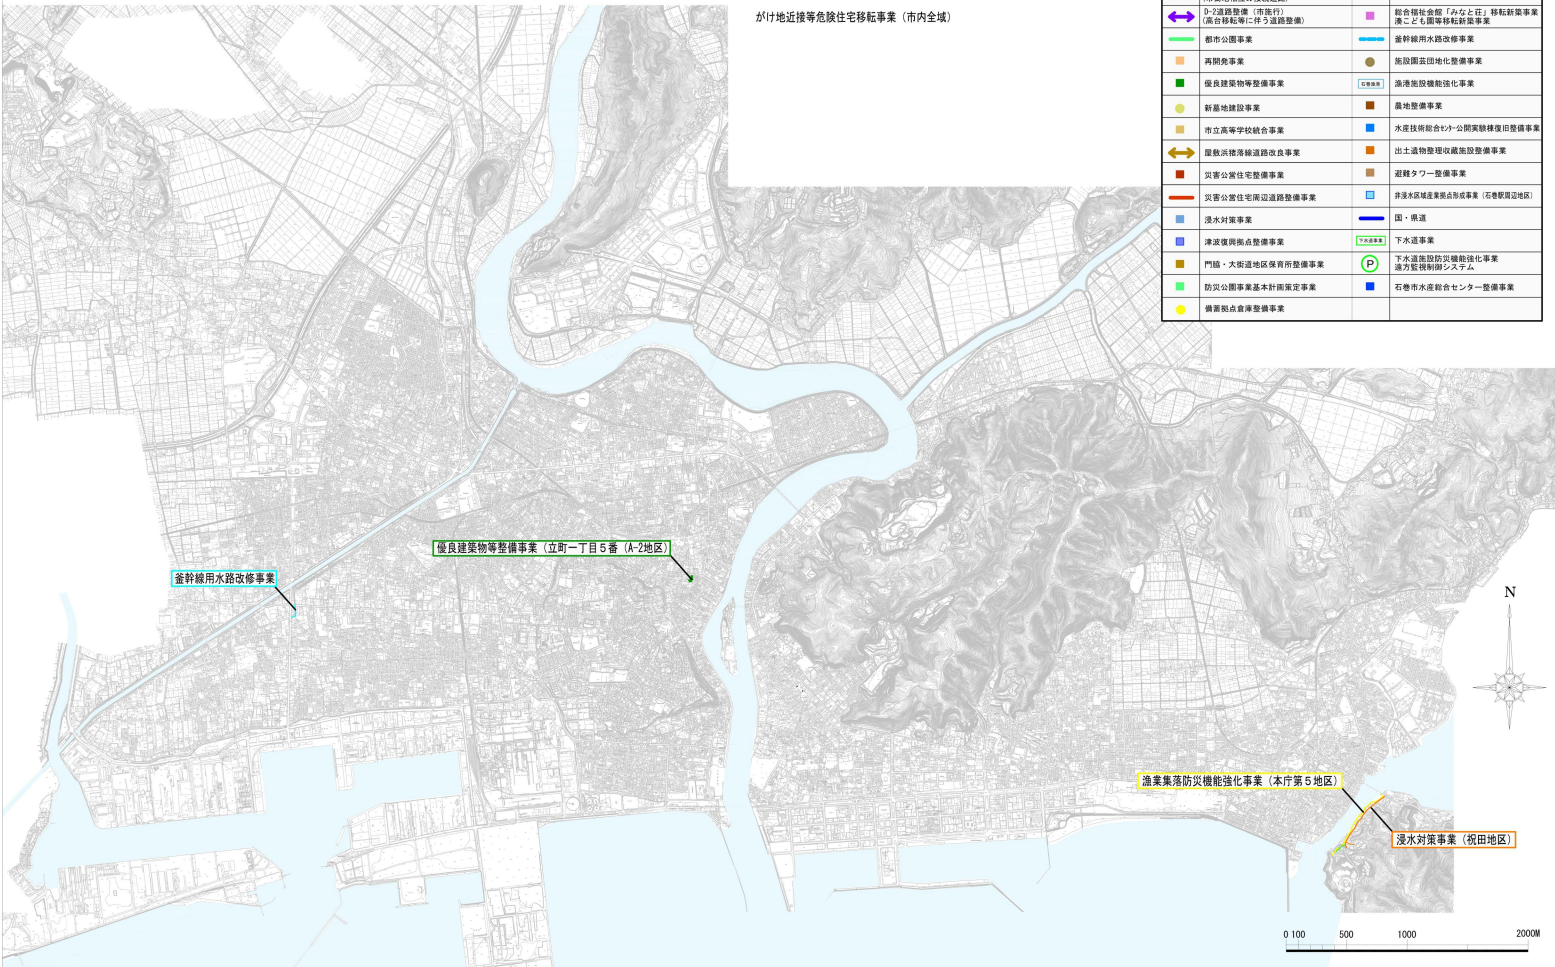 がけ地近接等危険住宅移転事業（市内全域）
D-2道路整備（市施行）
（高台移転等に伴う道路整備）
総合福祉会館「みなと荘」移転新築事業
湊こども園等移転新築事業
都市公園事業
釜幹線用水路改修事業
再開発事業
施設園芸団地化整備事業
優良建築物等整備事業
石巻漁港
漁港施設機能強化事業
新墓地建設事業
農地整備事業
市立高等学校統合事業
水産技術総合ｾﾝﾀｰ公開実験棟復旧整備事業
屋敷浜猪落線道路改良事業
出土遺物整理収蔵施設整備事業
災害公営住宅整備事業
避難タワー整備事業
災害公営住宅周辺道路整備事業
非浸水区域産業拠点形成事業（石巻駅周辺地区）
浸水対策事業
国・県道
津波復興拠点整備事業
下水道事業
下水道事業
門脇・大街道地区保育所整備事業
P
下水道施設防災機能強化事業
遠方監視制御システム
防災公園事業基本計画策定事業
石巻市水産総合センター整備事業
備蓄拠点倉庫整備事業
優良建築物等整備事業（立町一丁目５番（A-2地区）
釜幹線用水路改修事業
N
漁業集落防災機能強化事業（本庁第５地区）
浸水対策事業（祝田地区）
0 100 500 1000 2000M